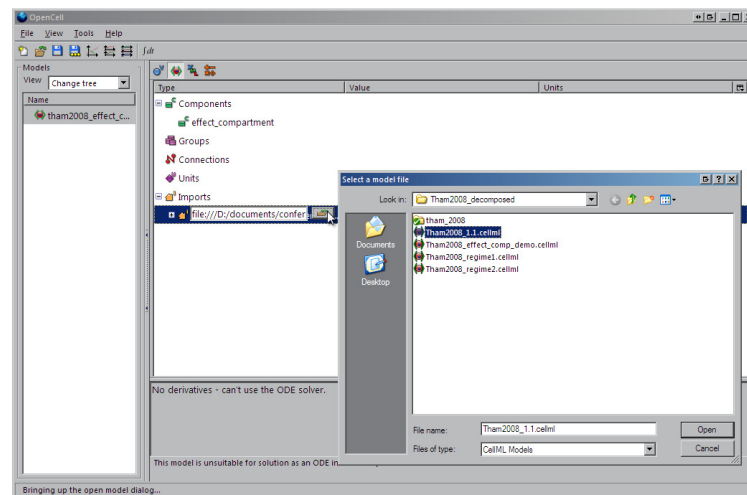 OpenCell
File View Tools Help
∫dt
Models
View Change tree
Name
tham2008_effect_c...
Type Value Units
Components
effect_compartment
Groups
Connections
Units
Imports
file:///D:/documents/confer
Select a model file
Look in: Tham2008_decomposed
Documents
Desktop
tham_2008
Tham2008_1.1.cellml
Tham2008_effect_comp_demo.cellml
Tham2008_regime1.cellml
Tham2008_regime2.cellml
File name: Tham2008_1.1.cellml Open
Files of type: CellML Models Cancel
No derivatives - can't use the ODE solver.
This model is unsuitable for solution as an ODE in
Bringing up the open model dialog...